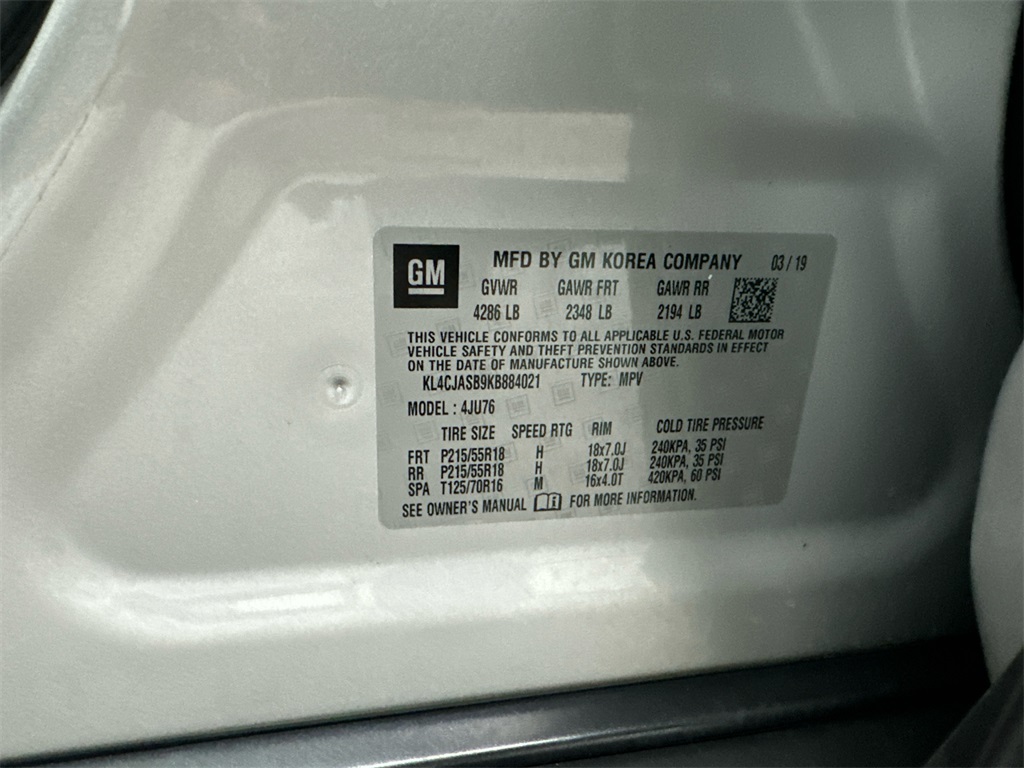 GM
MFD BY GM KOREA COMPANY 03/19
GVWR GAWR FRT GAWR RR
4286 LB 2348 LB 2194 LB
THIS VEHICLE CONFORMS TO ALL APPLICABLE U.S. FEDERAL MOTOR
VEHICLE SAFETY AND THEFT PREVENTION STANDARDS IN EFFECT
ON THE DATE OF MANUFACTURE SHOWN ABOVE.
KL4CJASB9KB884021 TYPE: MPV
MODEL : 4JU76
TIRE SIZE SPEED RTG RIM COLD TIRE PRESSURE
FRT P215/55R18 H 18x7.0J 240KPA, 35 PSI
RR P215/55R18 H 18x7.0J 240KPA, 35 PSI
SPA T125/70R16 M 16x4.0T 420KPA, 60 PSI
SEE OWNER'S MANUAL FOR MORE INFORMATION.